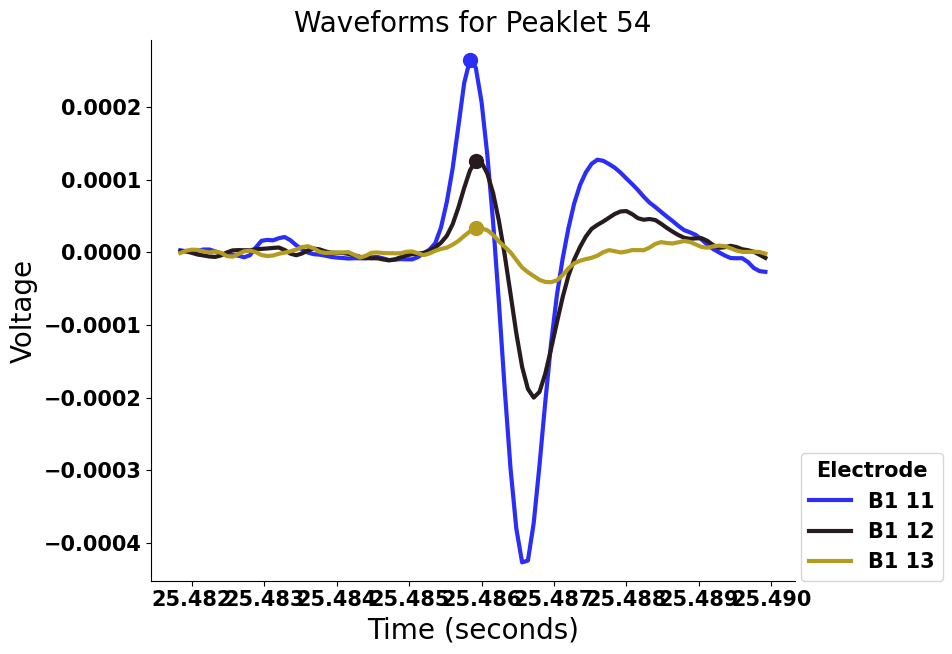 Waveforms for Peaklet 54
Voltage
0.0002
0.0001
0.0000
−0.0001
−0.0002
−0.0003
−0.0004
25.482 25.483 25.484 25.485 25.486 25.487 25.488 25.489 25.490
Time (seconds)
Electrode
B1 11
B1 12
B1 13